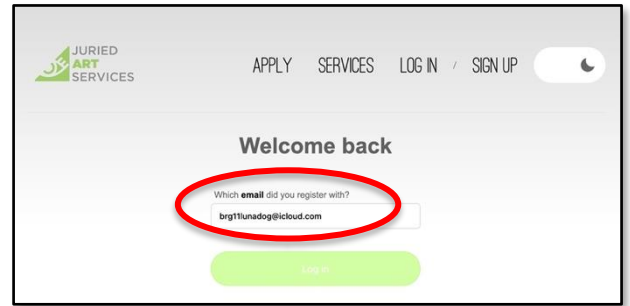 JURIED
ART
SERVICES
APPLY SERVICES LOG IN / SIGN UP
Welcome back
Which email did you register with?
brg11lunadog@icloud.com
Log in